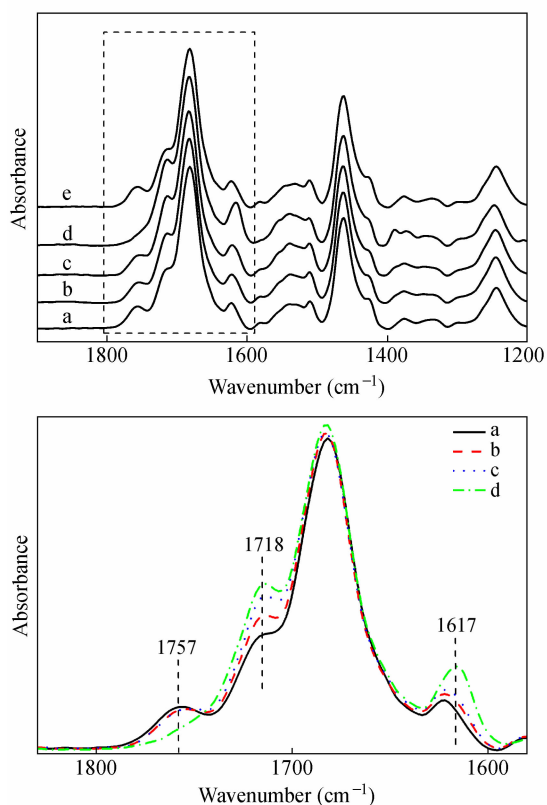 Absorbance
e
d
c
b
a
1800 1600 1400 1200
Wavenumber (cm⁻¹)
Absorbance
a
b
c
d
1718
1757
1617
1800 1700 1600
Wavenumber (cm⁻¹)